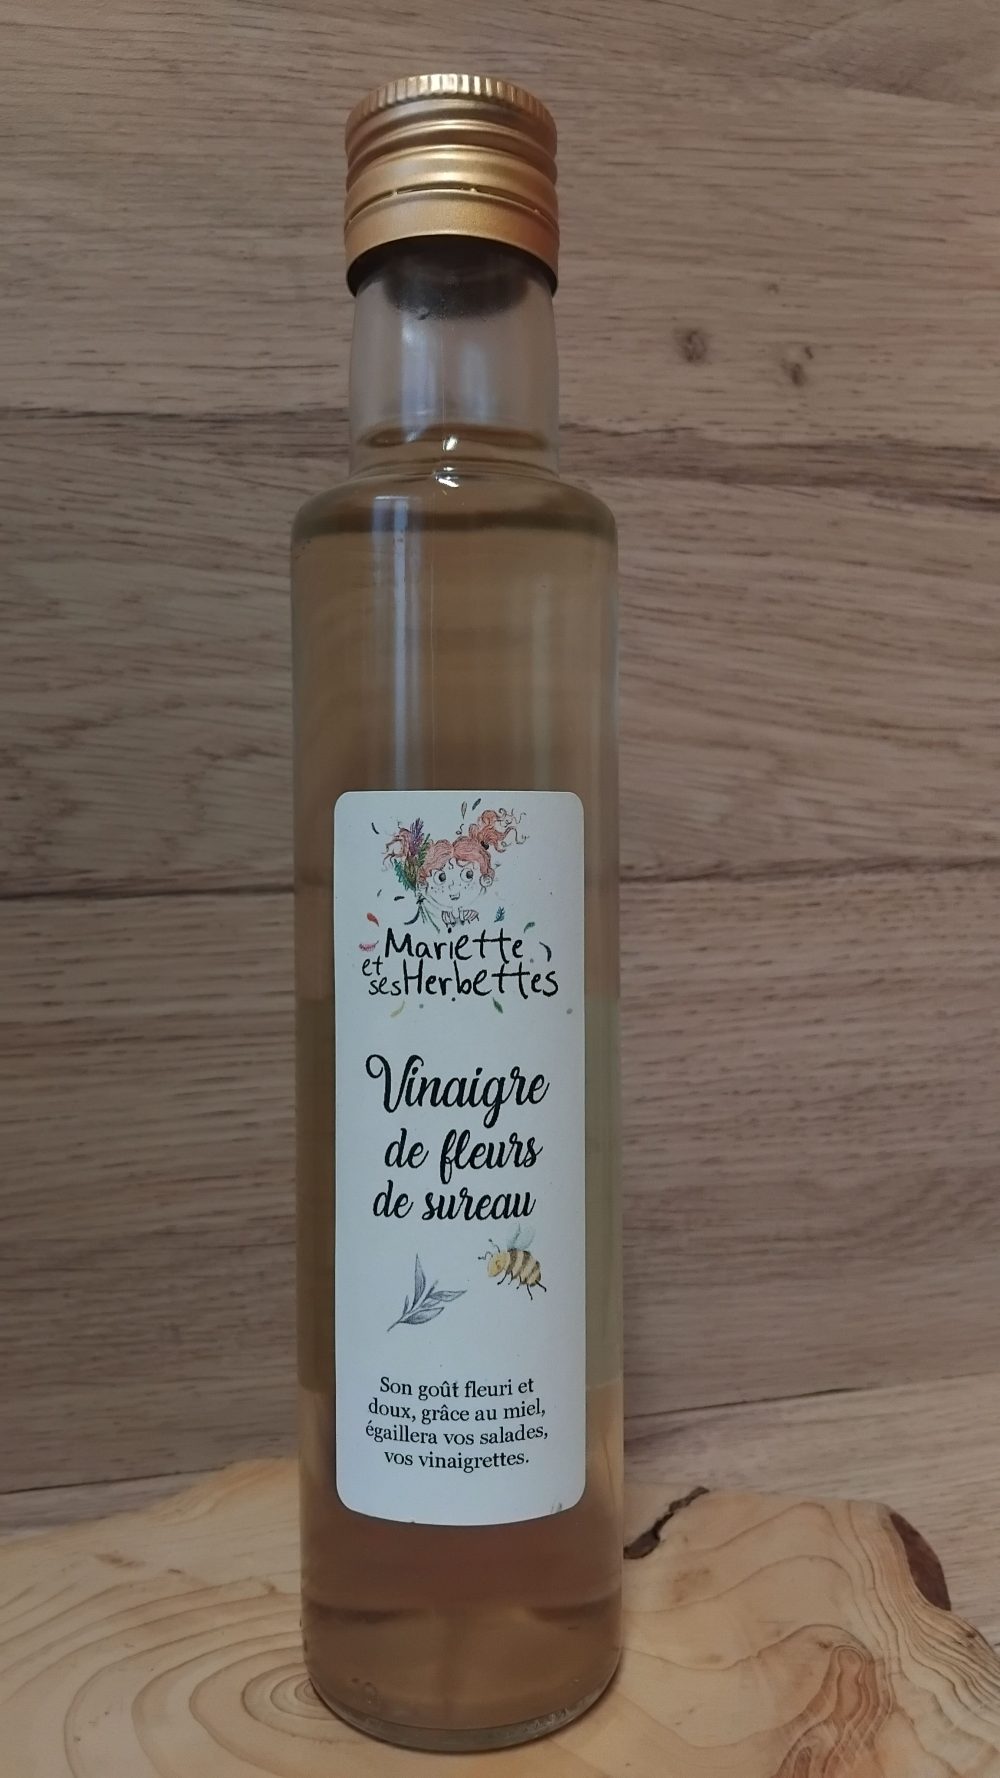 Mariette
et
ses Herbettes
Vinaigre
de fleurs
de sureau
Son goût fleuri et
doux, grâce au miel,
égaillera vos salades,
vos vinaigrettes.